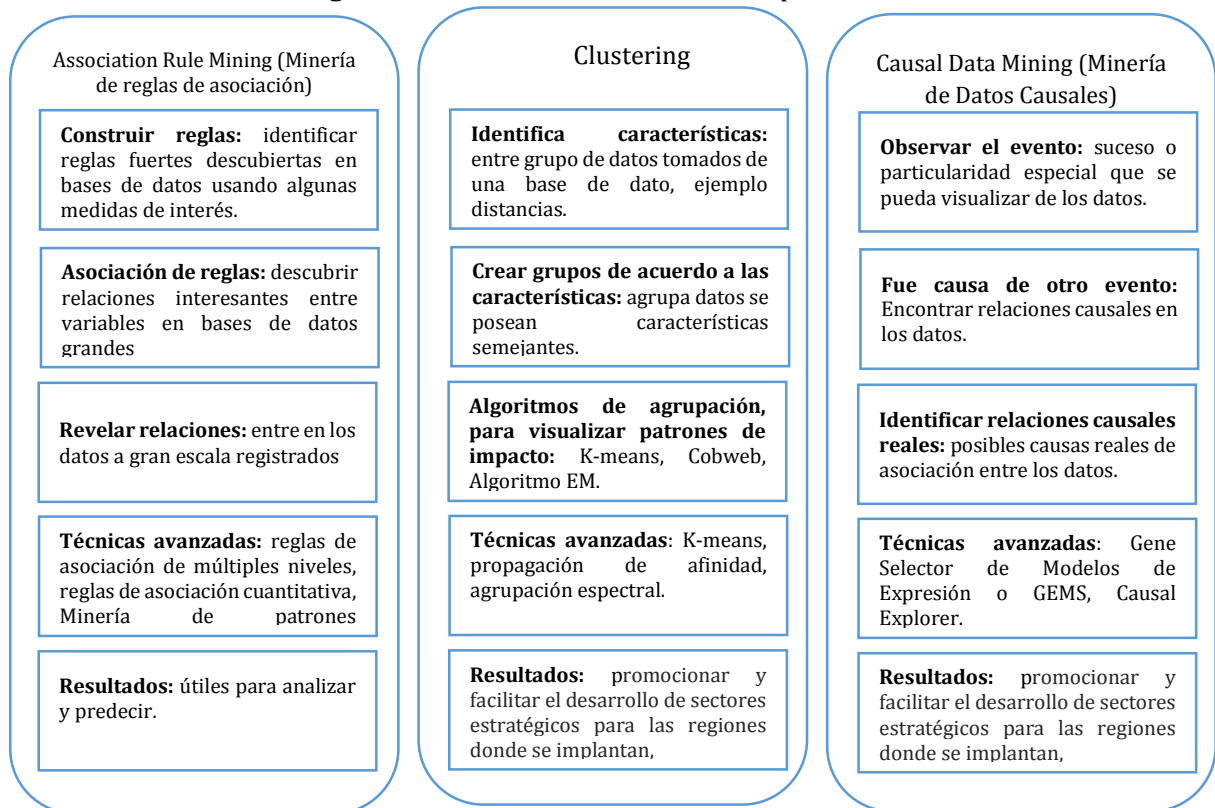 Association Rule Mining (Minería
de reglas de asociación)
Construir reglas: identificar
reglas fuertes descubiertas en
bases de datos usando algunas
medidas de interés.
Asociación de reglas: descubrir
relaciones interesantes entre
variables en bases de datos
grandes
Revelar relaciones: entre en los
datos a gran escala registrados
Técnicas avanzadas: reglas de
asociación de múltiples niveles,
reglas de asociación cuantitativa,
Minería de patrones
Resultados: útiles para analizar
y predecir.
Clustering
Identifica características:
entre grupo de datos tomados de
una base de dato, ejemplo
distancias.
Crear grupos de acuerdo a las
características: agrupa datos se
posean características
semejantes.
Algoritmos de agrupación,
para visualizar patrones de
impacto: K-means, Cobweb,
Algoritmo EM.
Técnicas avanzadas: K-means,
propagación de afinidad,
agrupación espectral.
Resultados: promocionar y
facilitar el desarrollo de sectores
estratégicos para las regiones
donde se implantan,
Causal Data Mining (Minería
de Datos Causales)
Observar el evento: suceso o
particularidad especial que se
pueda visualizar de los datos.
Fue causa de otro evento:
Encontrar relaciones causales en
los datos.
Identificar relaciones causales
reales: posibles causas reales de
asociación entre los datos.
Técnicas avanzadas: Gene
Selector de Modelos de
Expresión o GEMS, Causal
Explorer.
Resultados: promocionar y
facilitar el desarrollo de sectores
estratégicos para las regiones
donde se implantan,